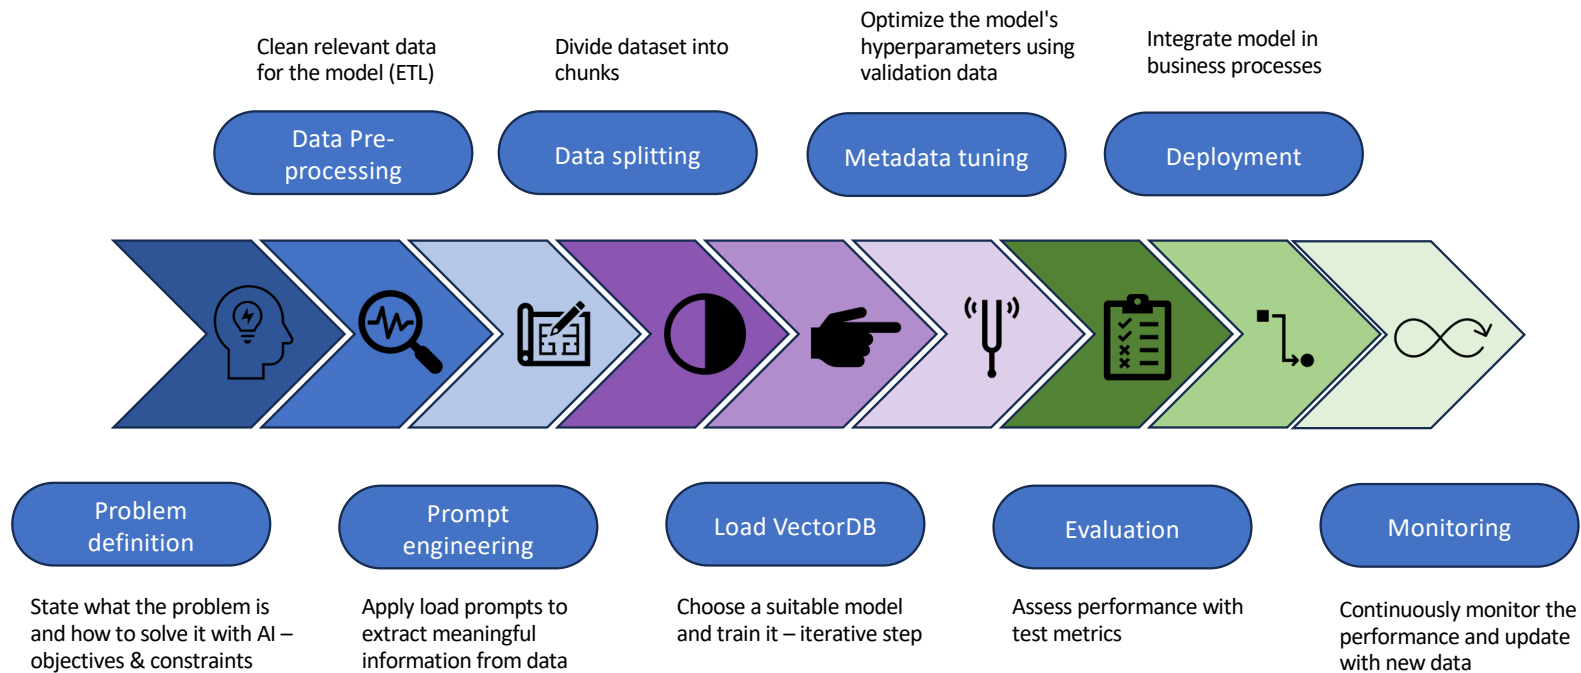 Clean relevant data
for the model (ETL)
Divide dataset into
chunks
Optimize the model's
hyperparameters using
validation data
Integrate model in
business processes
Data Pre-
processing
Data splitting
Metadata tuning
Deployment
Problem
definition
Prompt
engineering
Load VectorDB
Evaluation
Monitoring
State what the problem is
and how to solve it with AI –
objectives & constraints
Apply load prompts to
extract meaningful
information from data
Choose a suitable model
and train it – iterative step
Assess performance with
test metrics
Continuously monitor the
performance and update
with new data